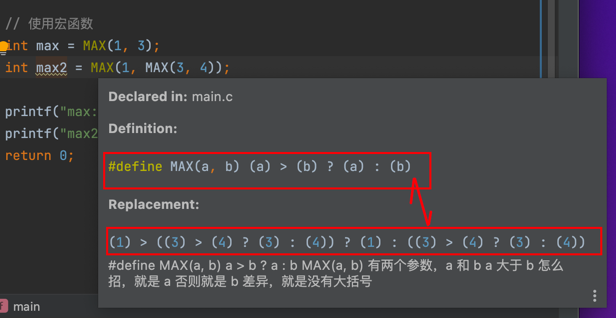 // 使用宏函数
int max = MAX(1, 3);
int max2 = MAX(1, MAX(3, 4));
printf("max:
printf("max2
return 0;
Declared in: main.c
Definition:
#define MAX(a, b) (a) > (b) ? (a) : (b)
Replacement:
(1) > ((3) > (4) ? (3) : (4)) ? (1) : ((3) > (4) ? (3) : (4))
#define MAX(a, b) a > b ? a : b MAX(a, b) 有两个参数，a 和 b a 大于 b 怎么
招，就是 a 否则就是 b 差异，就是没有大括号
main